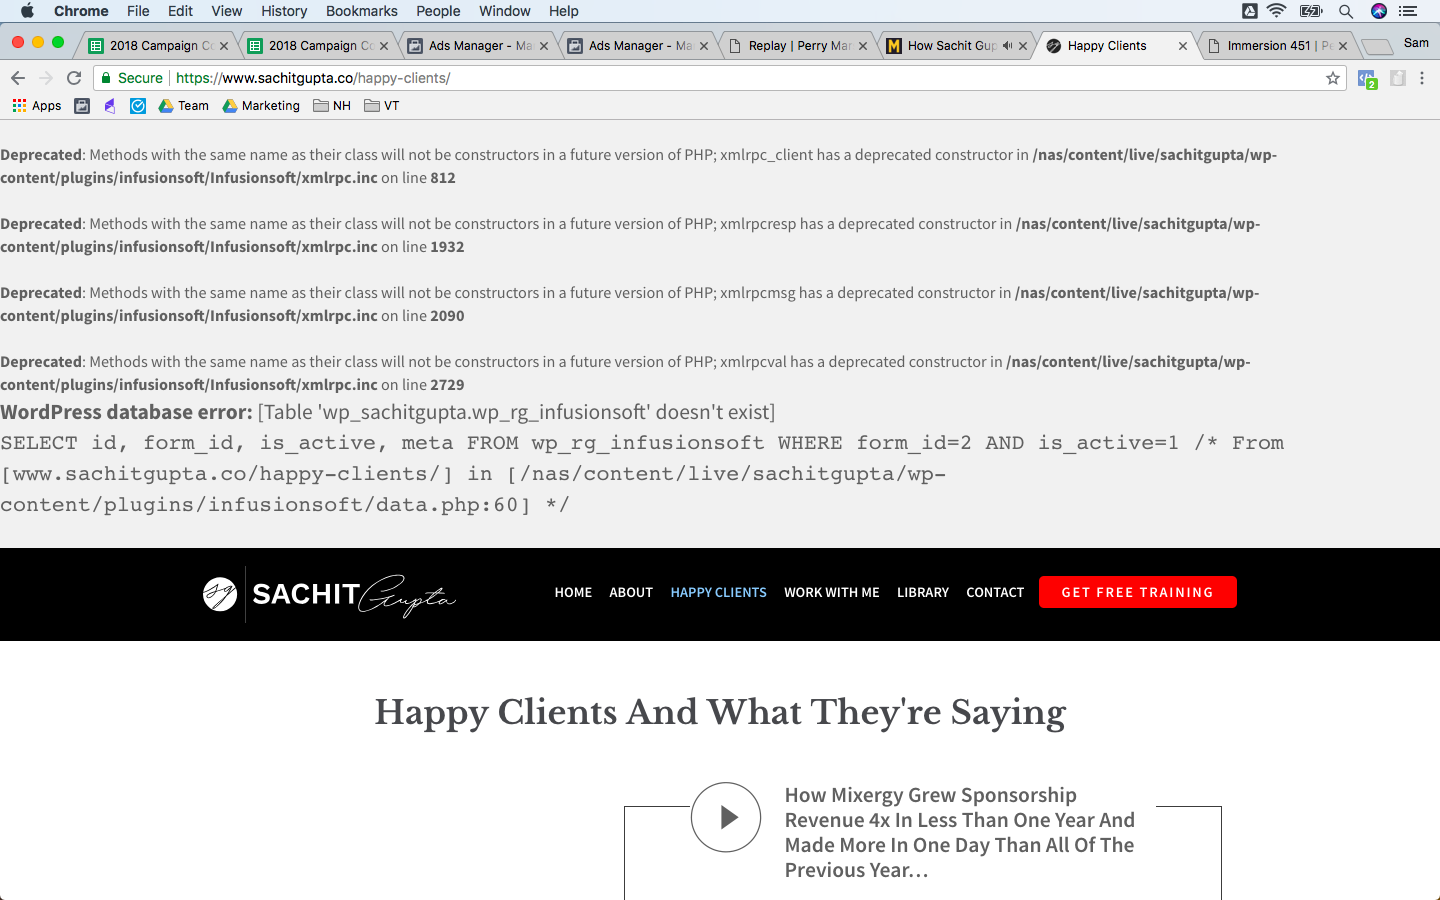 Chrome File Edit View History Bookmarks People Window Help
2018 Campaign Co 2018 Campaign Co Ads Manager - Ma Ads Manager - Ma Replay | Perry Mar How Sachit Gup Happy Clients Immersion 451 | Pe Sam
Secure https://www.sachitgupta.co/happy-clients/ 2
Apps Team Marketing NH VT
Deprecated: Methods with the same name as their class will not be constructors in a future version of PHP; xmlrpc_client has a deprecated constructor in /nas/content/live/sachitgupta/wp-
content/plugins/infusionsoft/Infusionsoft/xmlrpc.inc on line 812
Deprecated: Methods with the same name as their class will not be constructors in a future version of PHP; xmlrpcresp has a deprecated constructor in /nas/content/live/sachitgupta/wp-
content/plugins/infusionsoft/Infusionsoft/xmlrpc.inc on line 1932
Deprecated: Methods with the same name as their class will not be constructors in a future version of PHP; xmlrpcmsg has a deprecated constructor in /nas/content/live/sachitgupta/wp-
content/plugins/infusionsoft/Infusionsoft/xmlrpc.inc on line 2090
Deprecated: Methods with the same name as their class will not be constructors in a future version of PHP; xmlrpcval has a deprecated constructor in /nas/content/live/sachitgupta/wp-
content/plugins/infusionsoft/Infusionsoft/xmlrpc.inc on line 2729
WordPress database error: [Table 'wp_sachitgupta.wp_rg_infusionsoft' doesn't exist]
SELECT id, form_id, is_active, meta FROM wp_rg_infusionsoft WHERE form_id=2 AND is_active=1 /* From
[www.sachitgupta.co/happy-clients/] in [/nas/content/live/sachitgupta/wp-
content/plugins/infusionsoft/data.php:60] */
sg SACHIT Gupta HOME ABOUT HAPPY CLIENTS WORK WITH ME LIBRARY CONTACT GET FREE TRAINING
Happy Clients And What They're Saying
How Mixergy Grew Sponsorship
Revenue 4x In Less Than One Year And
Made More In One Day Than All Of The
Previous Year…